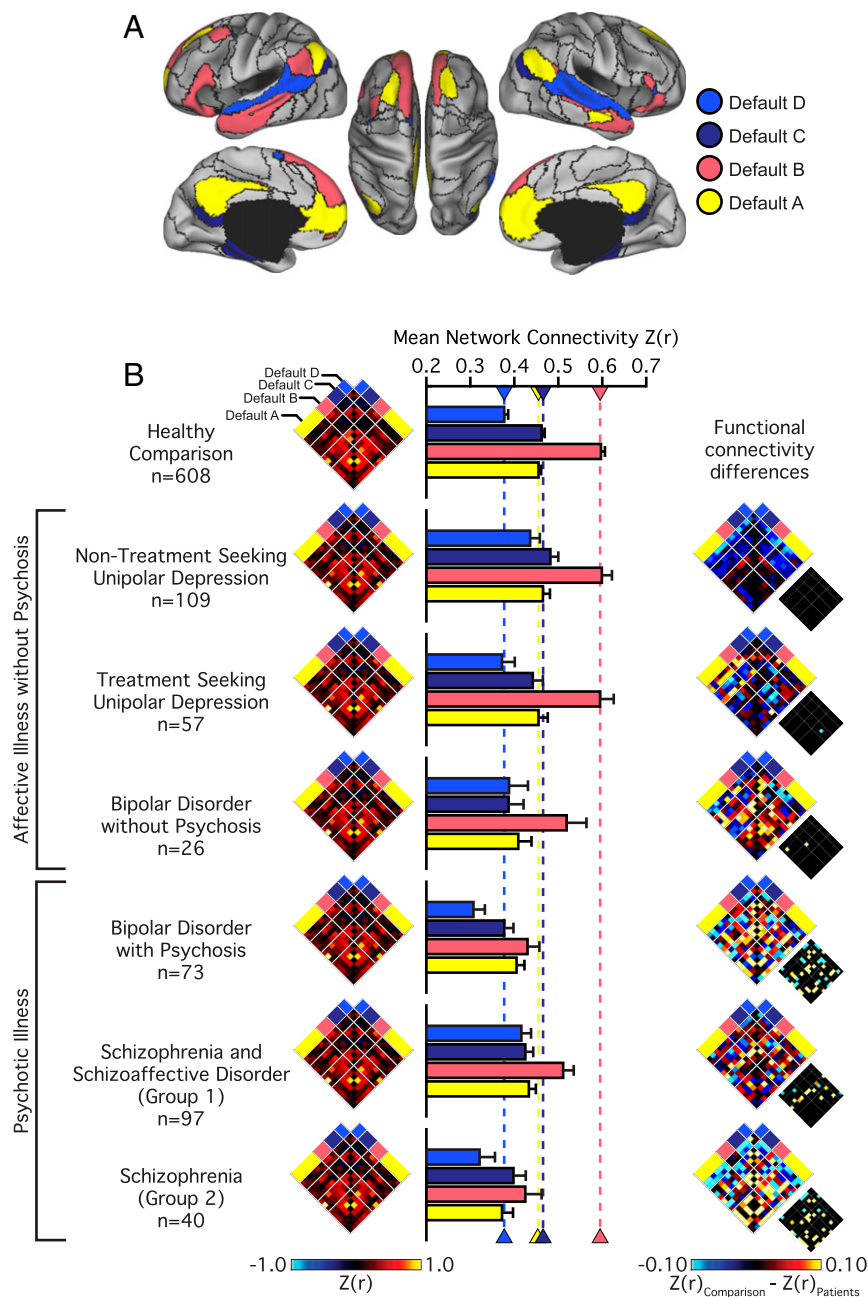 A
Default D
Default C
Default B
Default A
B
Mean Network Connectivity Z(r)
0.2 0.3 0.4 0.5 0.6 0.7
Default D
Default C
Default B
Default A
Healthy
Comparison
n=608
Functional
connectivity
differences
Affective Illness without Psychosis
Non-Treatment Seeking
Unipolar Depression
n=109
Treatment Seeking
Unipolar Depression
n=57
Bipolar Disorder
without Psychosis
n=26
Psychotic Illness
Bipolar Disorder
with Psychosis
n=73
Schizophrenia and
Schizoaffective Disorder
(Group 1)
n=97
Schizophrenia
(Group 2)
n=40
-1.0 1.0
Z(r)
-0.10 0.10
Z(r)Comparison - Z(r)Patients